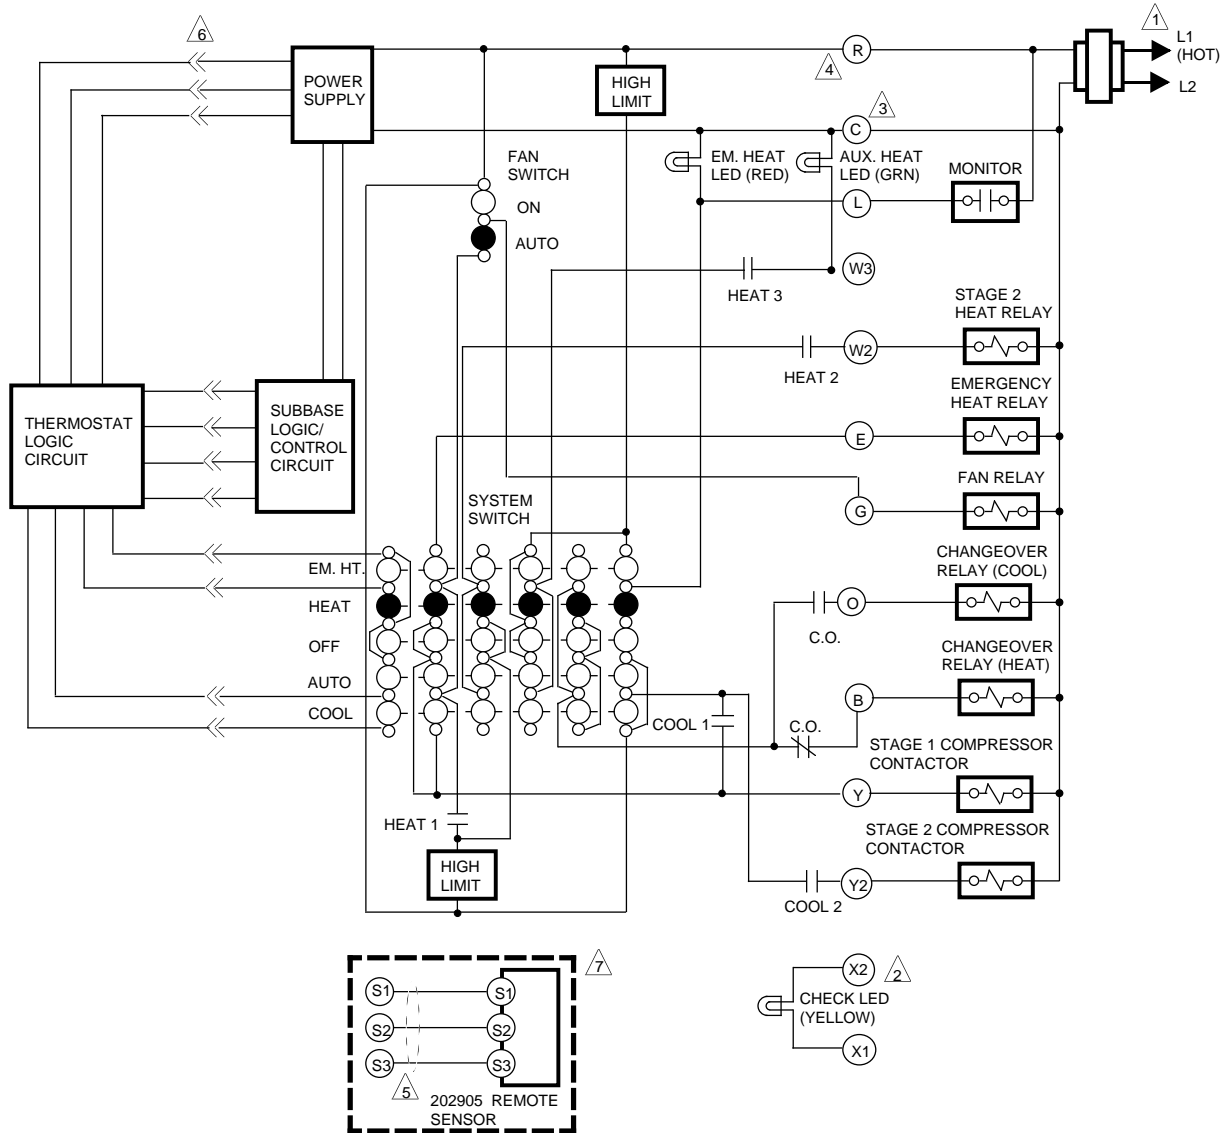 1
L1
(HOT)
6
R
4
POWER
SUPPLY
HIGH
LIMIT
L2
3
C
FAN
SWITCH
EM. HEAT
LED (RED)
AUX. HEAT
LED (GRN)
MONITOR
ON
L
AUTO
W3
HEAT 3
STAGE 2
HEAT RELAY
W2
HEAT 2
EMERGENCY
HEAT RELAY
THERMOSTAT
LOGIC
CIRCUIT
SUBBASE
LOGIC/
CONTROL
CIRCUIT
E
FAN RELAY
SYSTEM
SWITCH
G
CHANGEOVER
RELAY (COOL)
EM. HT.
HEAT
O
C.O.
OFF
CHANGEOVER
RELAY (HEAT)
AUTO
B
COOL
COOL 1
C.O.
STAGE 1 COMPRESSOR
CONTACTOR
Y
HEAT 1
STAGE 2 COMPRESSOR
CONTACTOR
HIGH
LIMIT
Y2
COOL 2
7
X2
2
S1
S1
CHECK LED
(YELLOW)
S2
S2
X1
S3
S3
5
202905 REMOTE
SENSOR